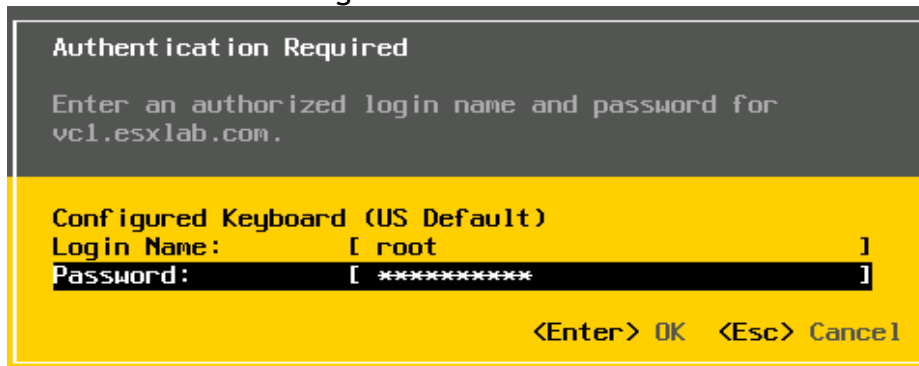 Authentication Required
Enter an authorized login name and password for
vc1.esxlab.com.
Configured Keyboard (US Default)
Login Name: [ root ]
Password: [ ********** ]
<Enter> OK <Esc> Cancel